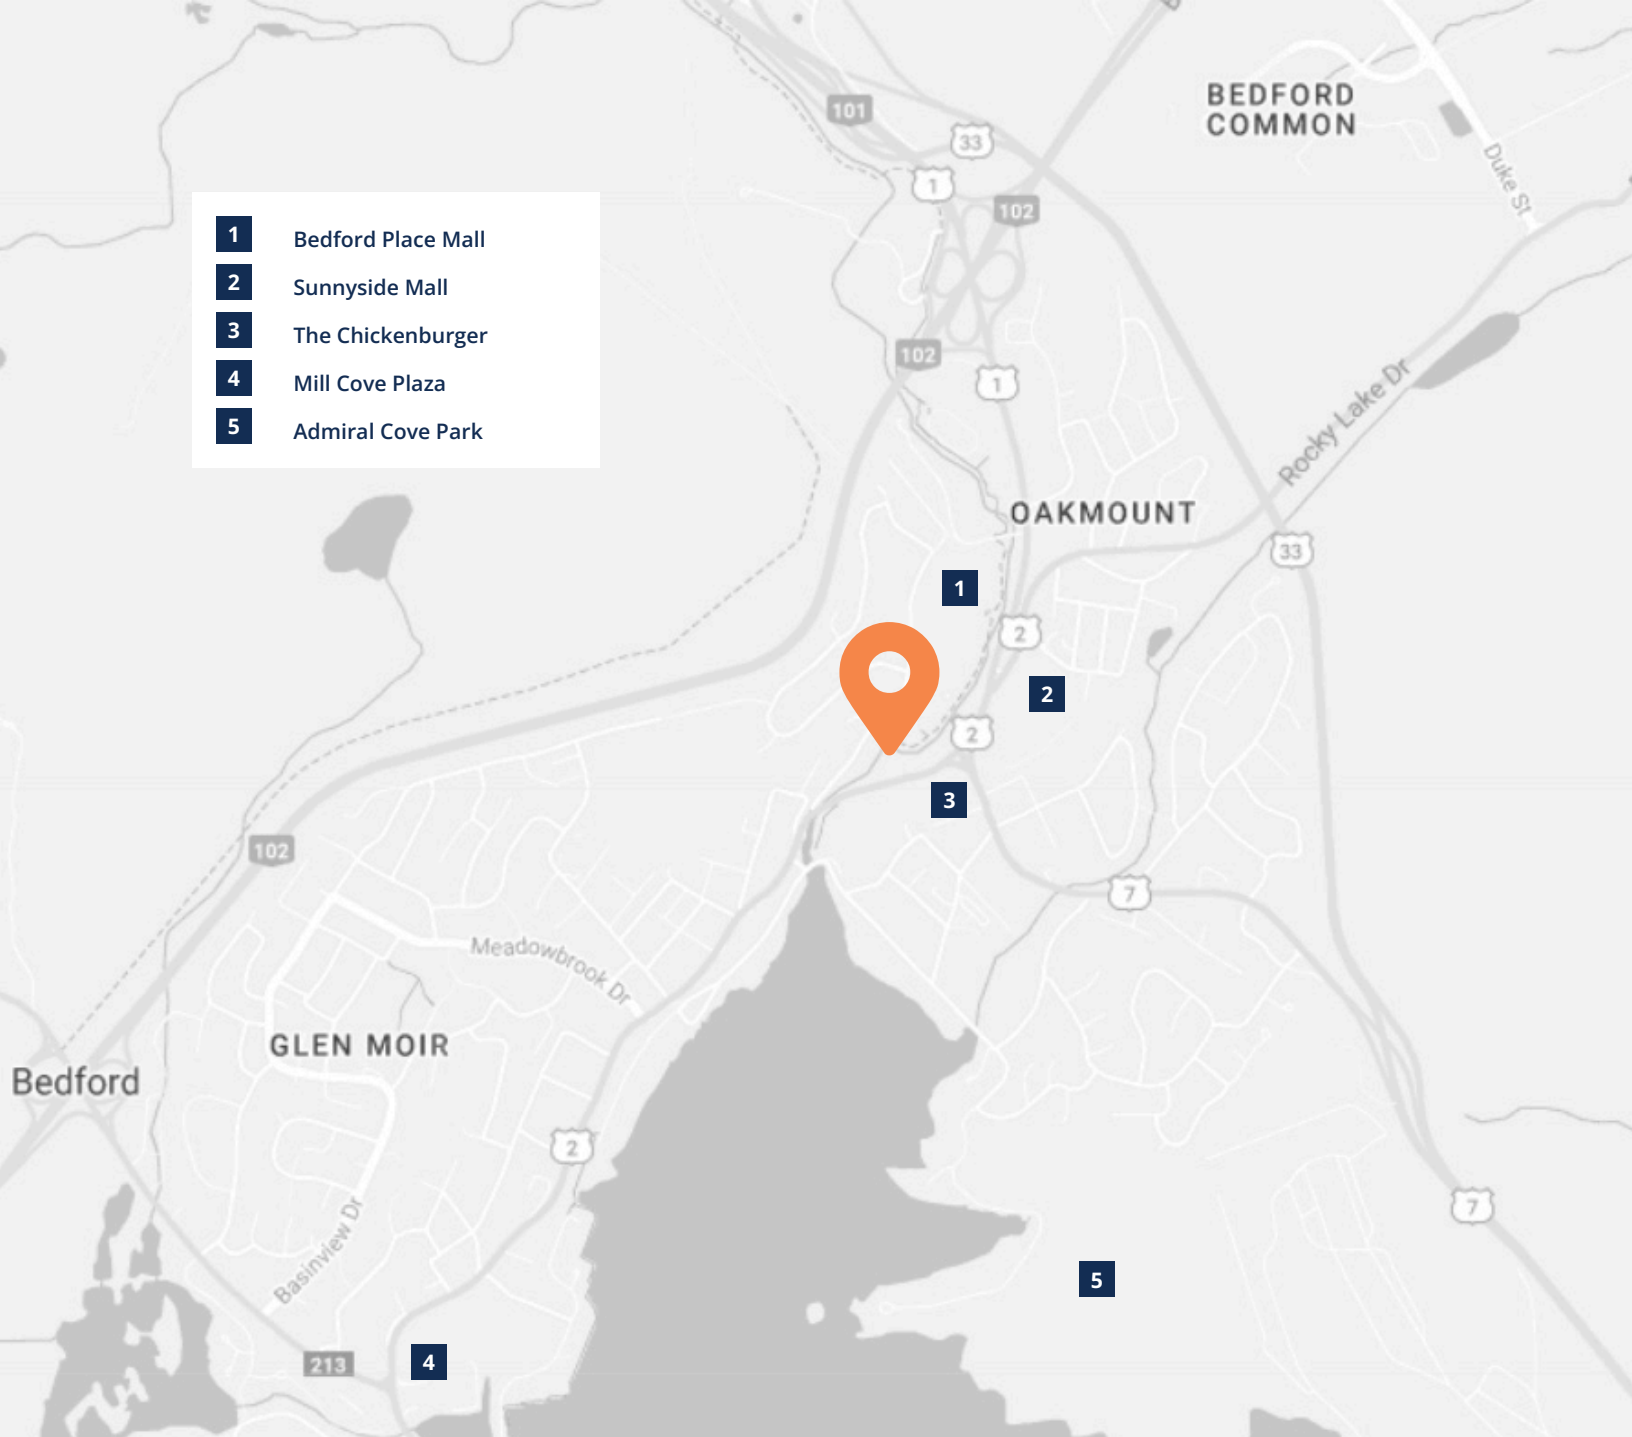 101
33
BEDFORD
COMMON
1
102
Duke St
1 Bedford Place Mall
2 Sunnyside Mall
3 The Chickenburger
4 Mill Cove Plaza
5 Admiral Cove Park
102
1
Rocky Lake Dr
OAKMOUNT
33
1
2
2
2
3
102
7
Meadowbrook Dr
GLEN MOIR
Bedford
2
7
Basinview Dr
5
213
4